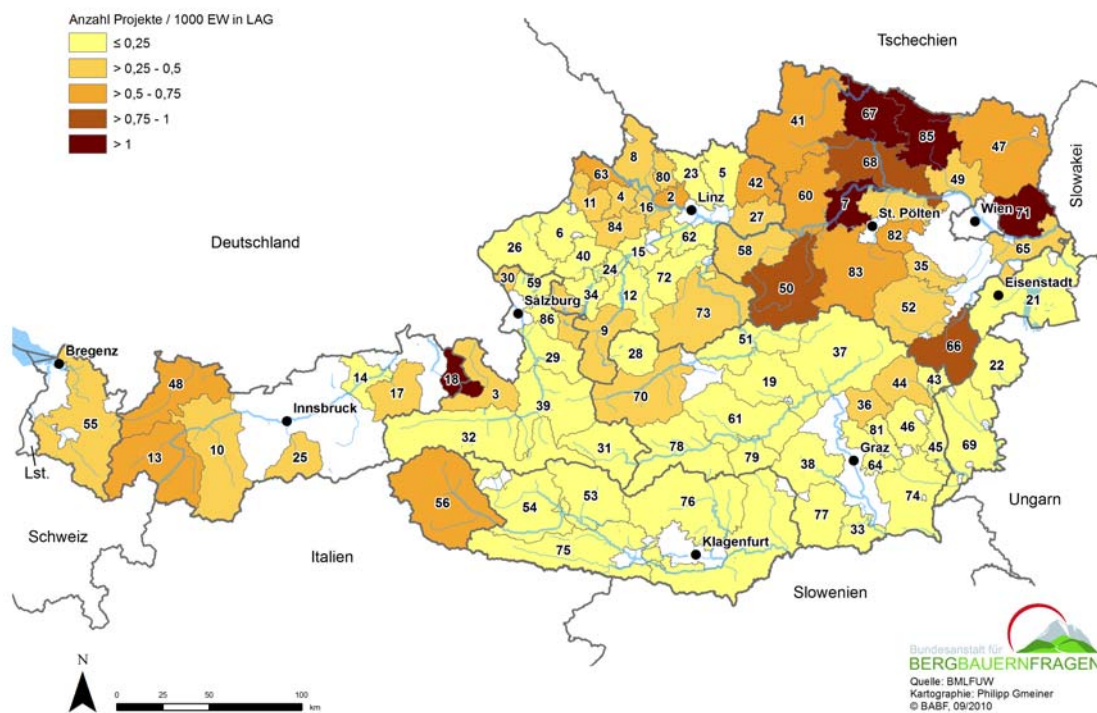 Anzahl Projekte / 1000 EW in LAG
≤ 0,25
> 0,25 - 0,5
> 0,5 - 0,75
> 0,75 - 1
> 1
Tschechien
Slowakei
Deutschland
Schweiz
Italien
Slowenien
Ungarn
Lst.
Bregenz
Innsbruck
Salzburg
Linz
St. Pölten
Wien
Eisenstadt
Graz
Klagenfurt
41
67
85
47
68
8
63
80
23
5
42
60
49
11
4
16
2
27
7
71
84
82
65
26
6
40
15
62
58
35
21
30
59
24
72
50
83
52
34
12
73
86
9
66
29
28
51
37
22
48
14
17
18
3
19
44
43
55
39
70
36
13
10
32
61
81
46
45
69
25
31
78
79
38
64
56
54
53
76
77
33
74
75
N
0 25 50 100
km
Bundesanstalt für
BERGBAUERNFRAGEN
Quelle: BMLFUW
Kartographie: Philipp Gmeiner
© BABF, 09/2010